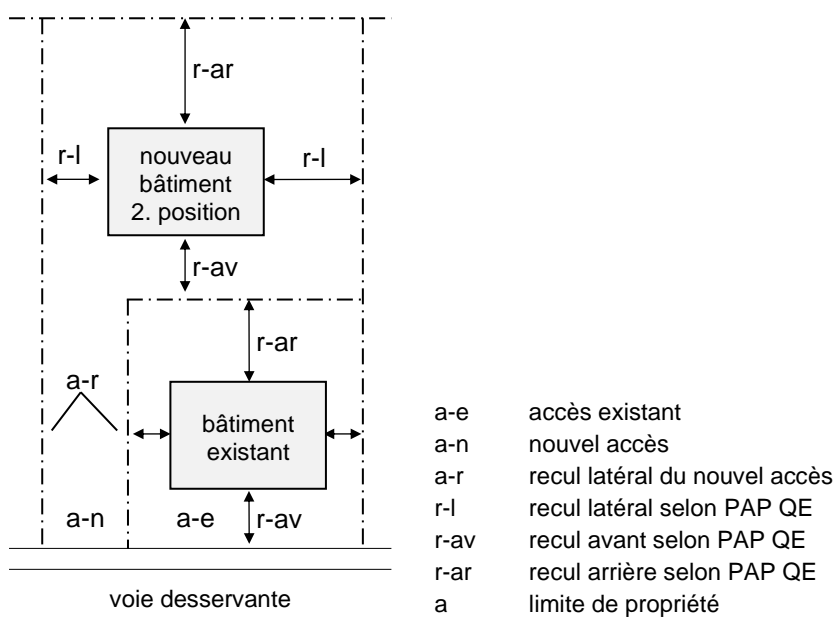 r-ar
r-l
nouveau
bâtiment
2. position
r-l
r-av
r-ar
a-r
bâtiment
existant
a-n
a-e
r-av
voie desservante
a-e accès existant
a-n nouvel accès
a-r recul latéral du nouvel accès
r-l recul latéral selon PAP QE
r-av recul avant selon PAP QE
r-ar recul arrière selon PAP QE
a limite de propriété